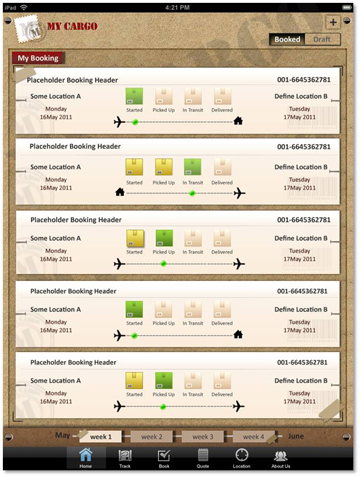 iPad
4:21 PM
MY CARGO
+
Booked Draft
My Booking
Placeholder Booking Header 001-6645362781
Some Location A Define Location B
Monday Tuesday
16May 2011 17May 2011
Started Picked Up In Transit Delivered
Placeholder Booking Header 001-6645362781
Some Location A Define Location B
Monday Tuesday
16May 2011 17May 2011
Started Picked Up In Transit Delivered
Placeholder Booking Header 001-6645362781
Some Location A Define Location B
Monday Tuesday
16May 2011 17May 2011
Started Picked Up In Transit Delivered
Placeholder Booking Header 001-6645362781
Some Location A Define Location B
Monday Tuesday
16May 2011 17May 2011
Started Picked Up In Transit Delivered
Placeholder Booking Header 001-6645362781
Some Location A Define Location B
Monday Tuesday
16May 2011 17May 2011
Started Picked Up In Transit Delivered
May week 1 week 2 week 3 week 4 June
Home Track Book Quote Location About Us